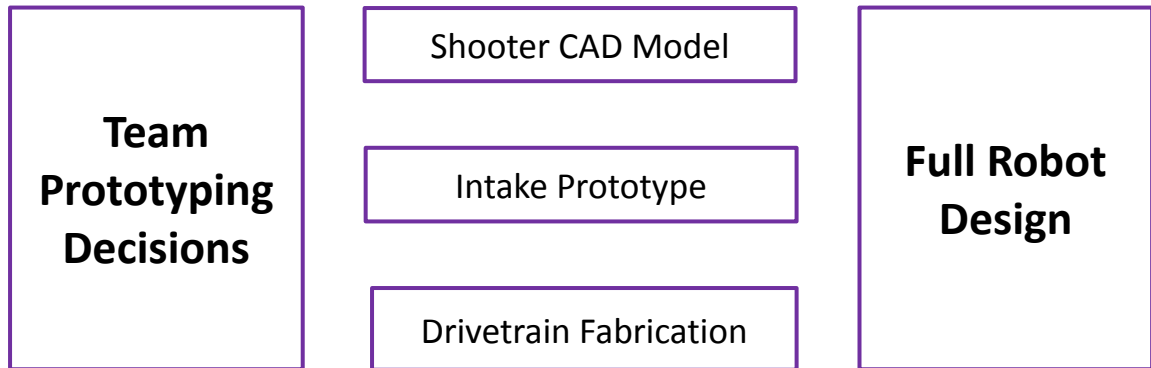 Team
Prototyping
Decisions
Shooter CAD Model
Intake Prototype
Drivetrain Fabrication
Full Robot
Design